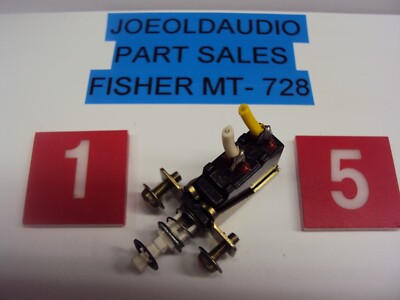 JOEOLDAUDIO
PART SALES
FISHER MT- 728
1
5